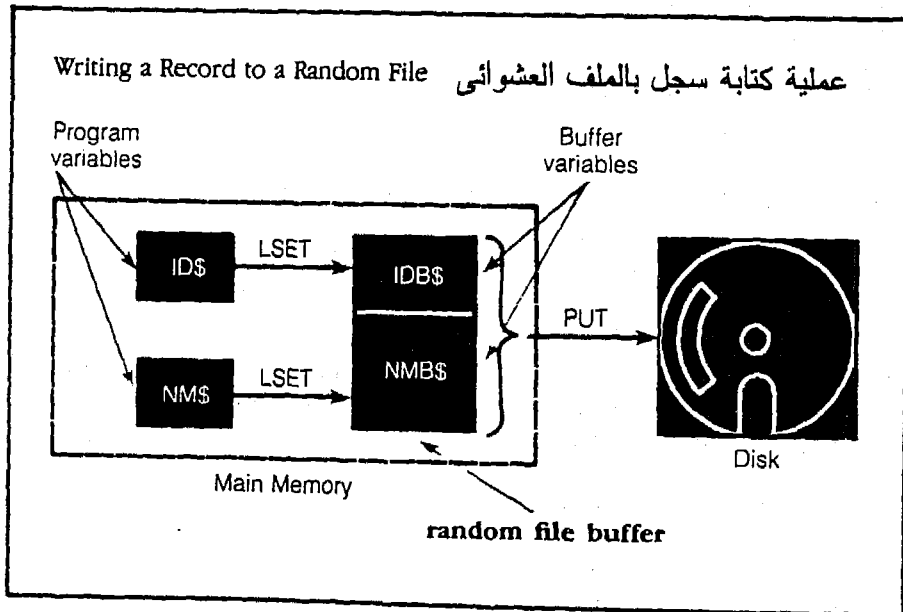 Writing a Record to a Random File عملية كتابة سجل بالملف العشوائى
Program
variables
Buffer
variables
ID$
LSET
IDB$
PUT
NM$
LSET
NMB$
Disk
Main Memory
random file buffer